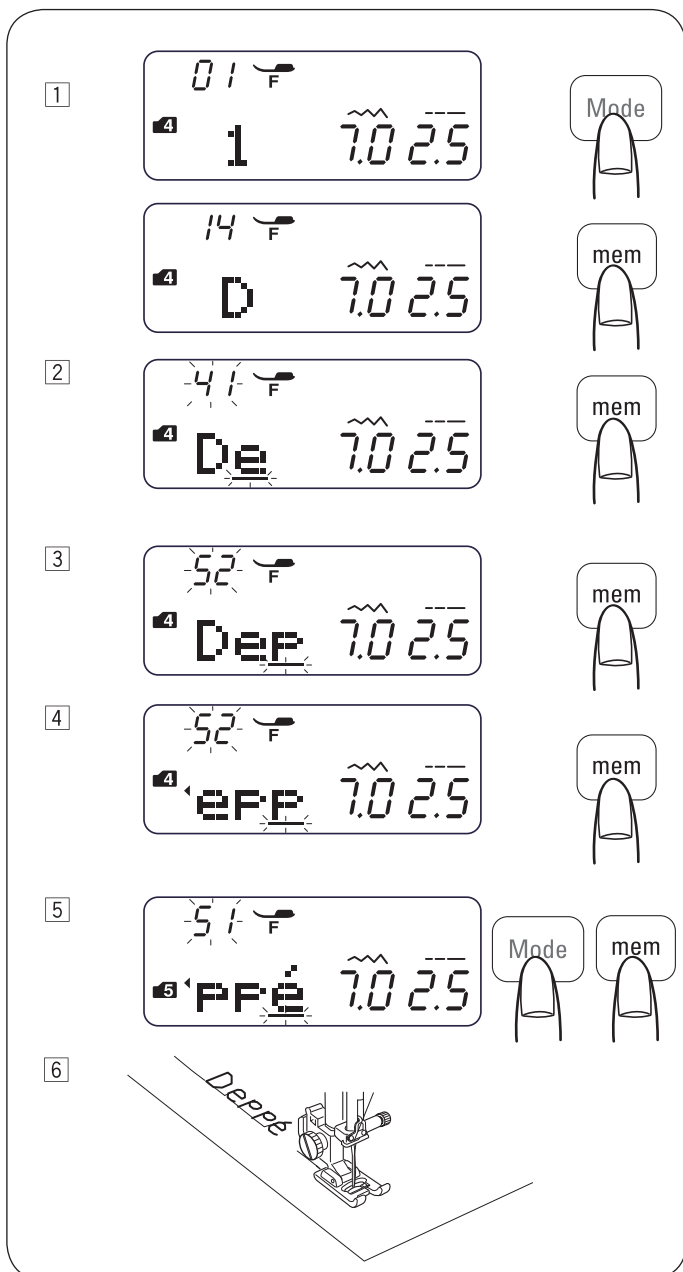 1
01 F
4 1 7.0 2.5
Mode
14 F
4 D 7.0 2.5
mem
2
41 F
4 De 7.0 2.5
mem
3
52 F
4 Dep 7.0 2.5
mem
4
52 F
4 epp 7.0 2.5
mem
5
51 F
5 ppé 7.0 2.5
Mode mem
6
Deppé